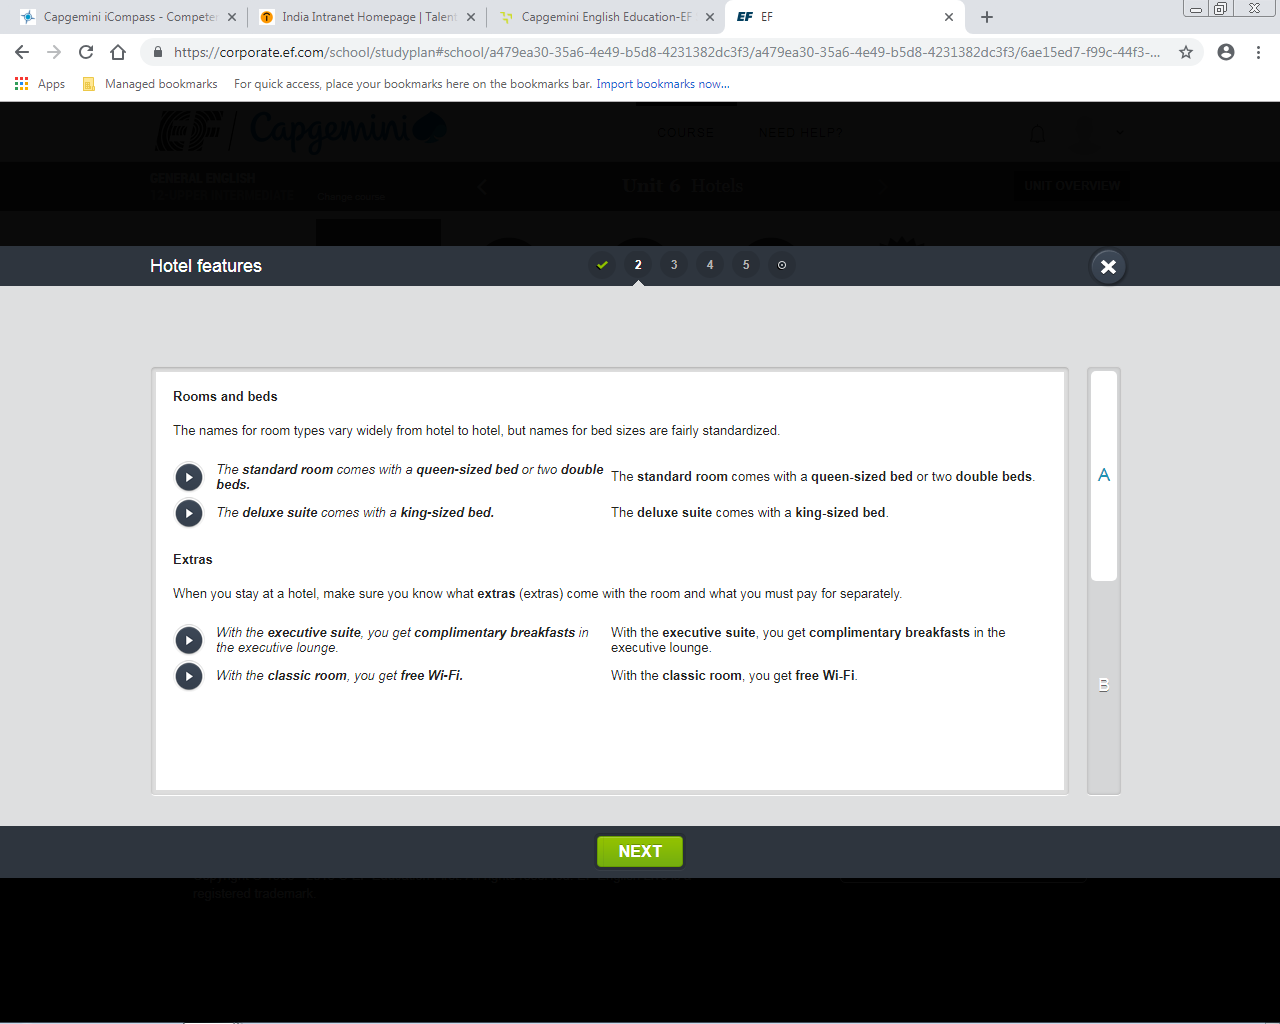 Capgemini iCompass - Compete
India Intranet Homepage | Talent
Capgemini English Education-EF
EF EF
https://corporate.ef.com/school/studyplan#school/a479ea30-35a6-4e49-b5d8-4231382dc3f3/a479ea30-35a6-4e49-b5d8-4231382dc3f3/6ae15ed7-f99c-44f3-...
Apps Managed bookmarks For quick access, place your bookmarks here on the bookmarks bar. Import bookmarks now...
EF | Capgemini COURSE NEED HELP?
GENERAL ENGLISH
Unit 6 Hotels UNIT OVERVIEW
Change course
Hotel features 2 3 4 5
Rooms and beds
The names for room types vary widely from hotel to hotel, but names for bed sizes are fairly standardized.
The standard room comes with a queen-sized bed or two double
beds.
The standard room comes with a queen-sized bed or two double beds.
The deluxe suite comes with a king-sized bed.
The deluxe suite comes with a king-sized bed.
Extras
When you stay at a hotel, make sure you know what extras (extras) come with the room and what you must pay for separately.
With the executive suite, you get complimentary breakfasts in
the executive lounge.
With the executive suite, you get complimentary breakfasts in the
executive lounge.
With the classic room, you get free Wi-Fi.
With the classic room, you get free Wi-Fi.
A
B
NEXT
registered trademark